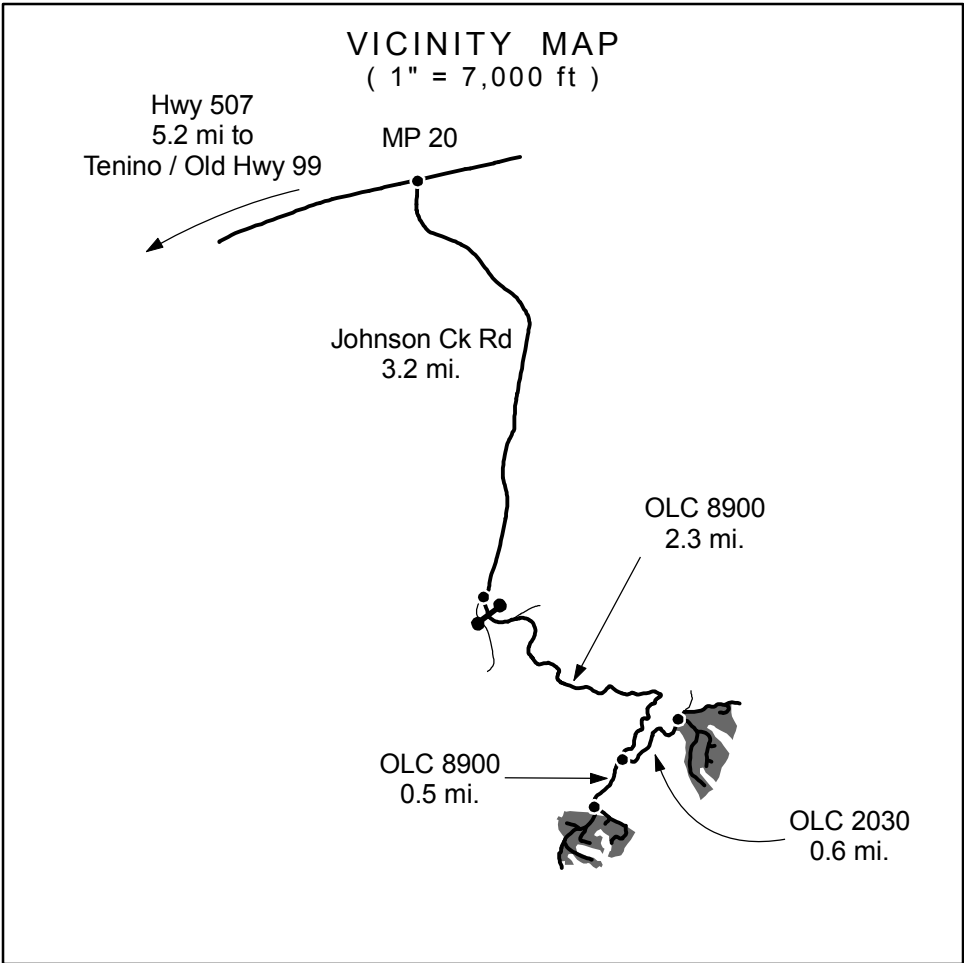 VICINITY MAP
( 1" = 7,000 ft )
Hwy 507
5.2 mi to
Tenino / Old Hwy 99
MP 20
Johnson Ck Rd
3.2 mi.
OLC 8900
2.3 mi.
OLC 8900
0.5 mi.
OLC 2030
0.6 mi.